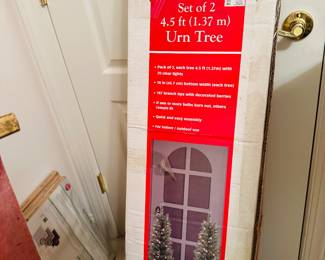 Set of 2
4.5 ft (1.37 m)
Urn Tree
• Pack of 2, each tree 4.5 ft (1.37m) with
70 clear lights
• 18 in (45.7 cm) bottom width (each tree)
• 187 branch tips with decorated berries
• If one or more bulbs burn out, others
remain lit
• Quick and easy assembly
• For indoor / outdoor use